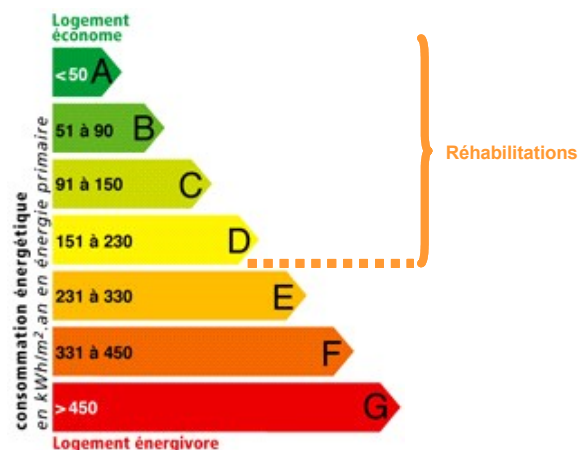 Logement
économe
<50 A
51 à 90 B
91 à 150 C
151 à 230 D
231 à 330 E
331 à 450 F
>450 G
Logement énergivore
consommation énergétique
en kWh/m².an en énergie primaire
Réhabilitations